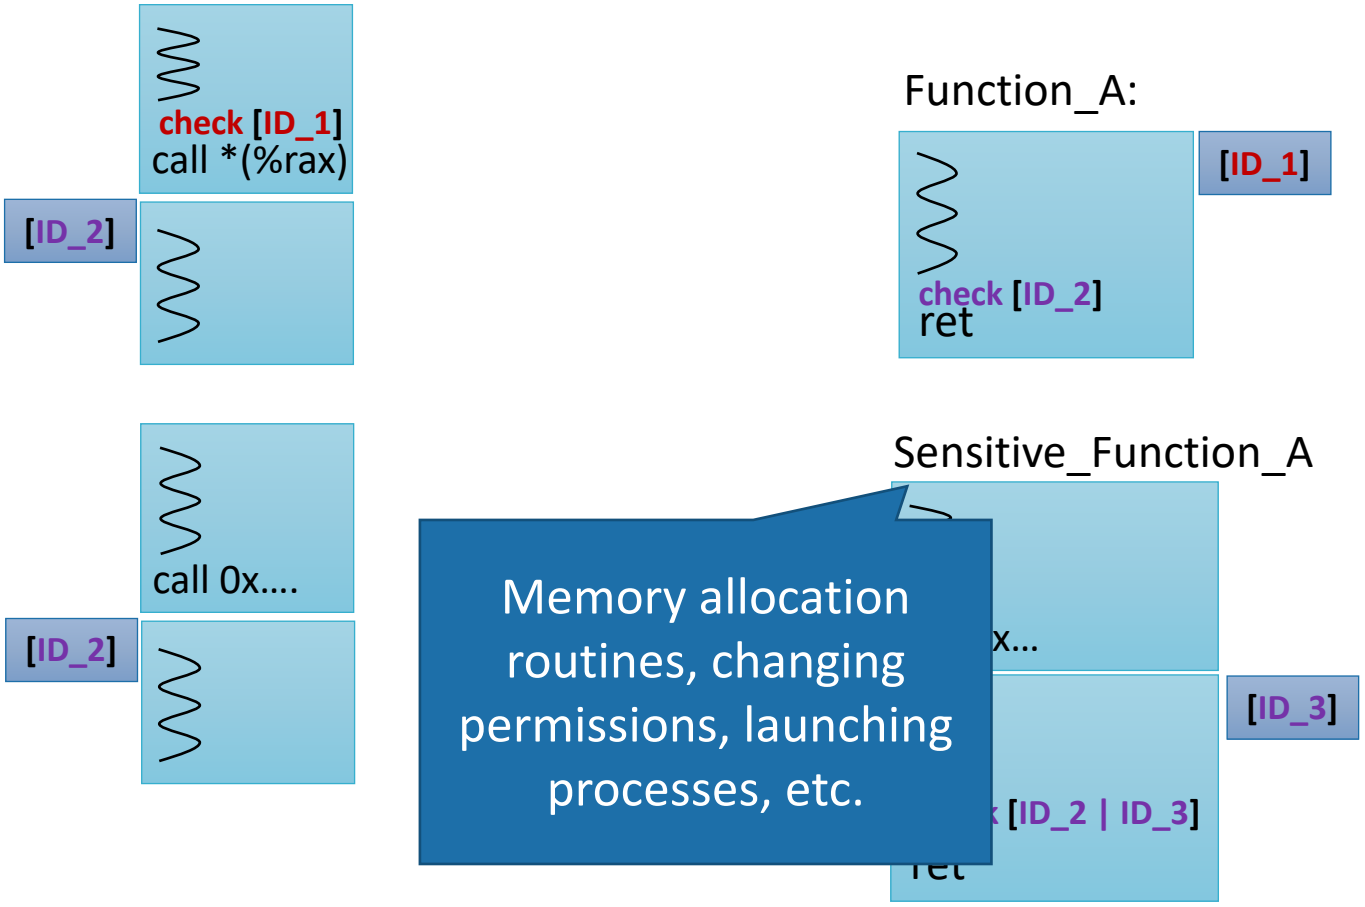 check [ID_1]
call *(%rax)
[ID_2]
Function_A:
[ID_1]
check [ID_2]
ret
call 0x....
[ID_2]
Sensitive_Function_A
Memory allocation
routines, changing
permissions, launching
processes, etc.
x...
[ID_3]
[ID_2 | ID_3]
ret